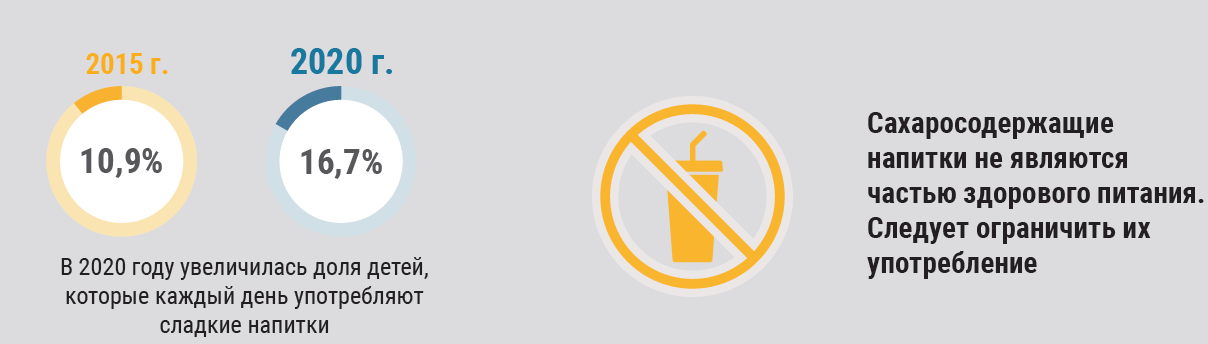 2015 г.
2020 г.
10,9%
16,7%
В 2020 году увеличилась доля детей,
которые каждый день употребляют
сладкие напитки
Сахаросодержащие
напитки не являются
частью здорового питания.
Следует ограничить их
употребление